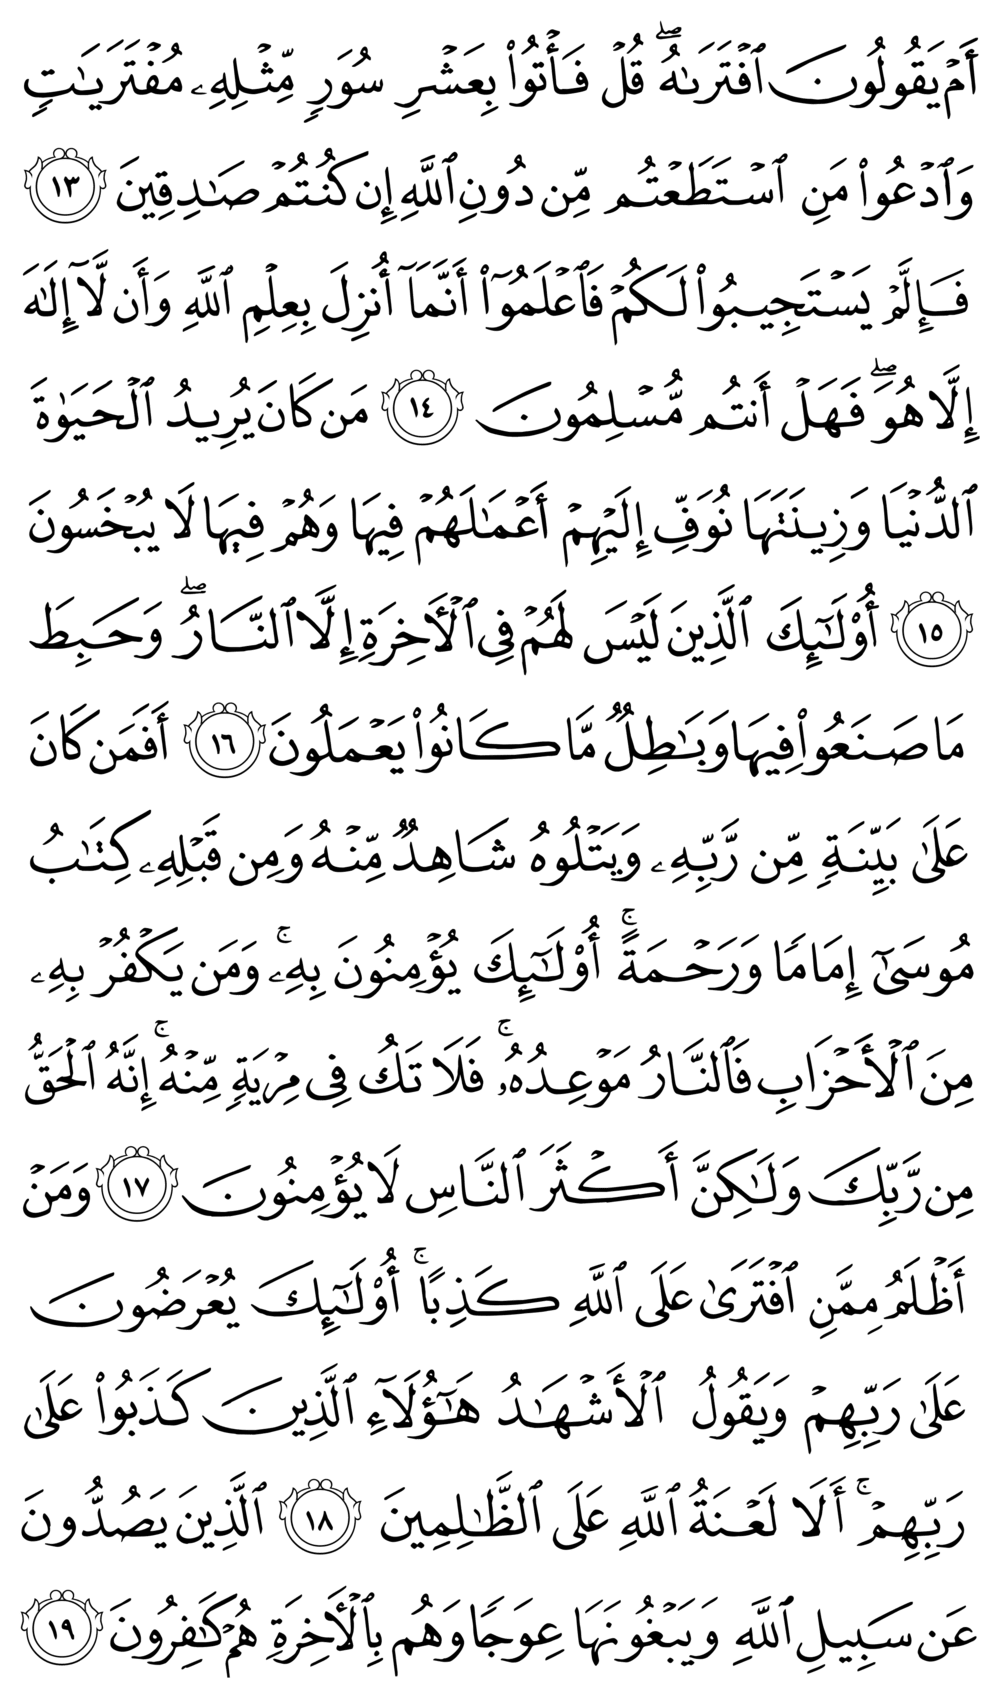 أَمۡ يَقُولُونَ ٱفۡتَرَىٰهُۖ قُلۡ فَأۡتُواْ بِعَشۡرِ سُوَرٖ مِّثۡلِهِۦ مُفۡتَرَيَٰتٖ
وَٱدۡعُواْ مَنِ ٱسۡتَطَعۡتُم مِّن دُونِ ٱللَّهِ إِن كُنتُمۡ صَٰدِقِينَ ١٣
فَإِلَّمۡ يَسۡتَجِيبُواْ لَكُمۡ فَٱعۡلَمُوٓاْ أَنَّمَآ أُنزِلَ بِعِلۡمِ ٱللَّهِ وَأَن لَّآ إِلَٰهَ
إِلَّا هُوَۖ فَهَلۡ أَنتُم مُّسۡلِمُونَ ١٤ مَن كَانَ يُرِيدُ ٱلۡحَيَوٰةَ
ٱلدُّنۡيَا وَزِينَتَهَا نُوَفِّ إِلَيۡهِمۡ أَعۡمَٰلَهُمۡ فِيهَا وَهُمۡ فِيهَا لَا يُبۡخَسُونَ
١٥ أُوْلَٰٓئِكَ ٱلَّذِينَ لَيۡسَ لَهُمۡ فِي ٱلۡأٓخِرَةِ إِلَّا ٱلنَّارُۖ وَحَبِطَ
مَا صَنَعُواْ فِيهَا وَبَٰطِلٞ مَّا كَانُواْ يَعۡمَلُونَ ١٦ أَفَمَن كَانَ
عَلَىٰ بَيِّنَةٖ مِّن رَّبِّهِۦ وَيَتۡلُوهُ شَاهِدٞ مِّنۡهُ وَمِن قَبۡلِهِۦ كِتَٰبُ
مُوسَىٰٓ إِمَامٗا وَرَحۡمَةًۚ أُوْلَٰٓئِكَ يُؤۡمِنُونَ بِهِۦۚ وَمَن يَكۡفُرۡ بِهِۦ
مِنَ ٱلۡأَحۡزَابِ فَٱلنَّارُ مَوۡعِدُهُۥۚ فَلَا تَكُ فِي مِرۡيَةٖ مِّنۡهُۚ إِنَّهُ ٱلۡحَقُّ
مِن رَّبِّكَ وَلَٰكِنَّ أَكۡثَرَ ٱلنَّاسِ لَا يُؤۡمِنُونَ ١٧ وَمَنۡ
أَظۡلَمُ مِمَّنِ ٱفۡتَرَىٰ عَلَى ٱللَّهِ كَذِبًاۚ أُوْلَٰٓئِكَ يُعۡرَضُونَ
عَلَىٰ رَبِّهِمۡ وَيَقُولُ ٱلۡأَشۡهَٰدُ هَٰٓؤُلَآءِ ٱلَّذِينَ كَذَبُواْ عَلَىٰ
رَبِّهِمۡۚ أَلَا لَعۡنَةُ ٱللَّهِ عَلَى ٱلظَّٰلِمِينَ ١٨ ٱلَّذِينَ يَصُدُّونَ
عَن سَبِيلِ ٱللَّهِ وَيَبۡغُونَهَا عِوَجٗا وَهُم بِٱلۡأٓخِرَةِ هُمۡ كَٰفِرُونَ ١٩